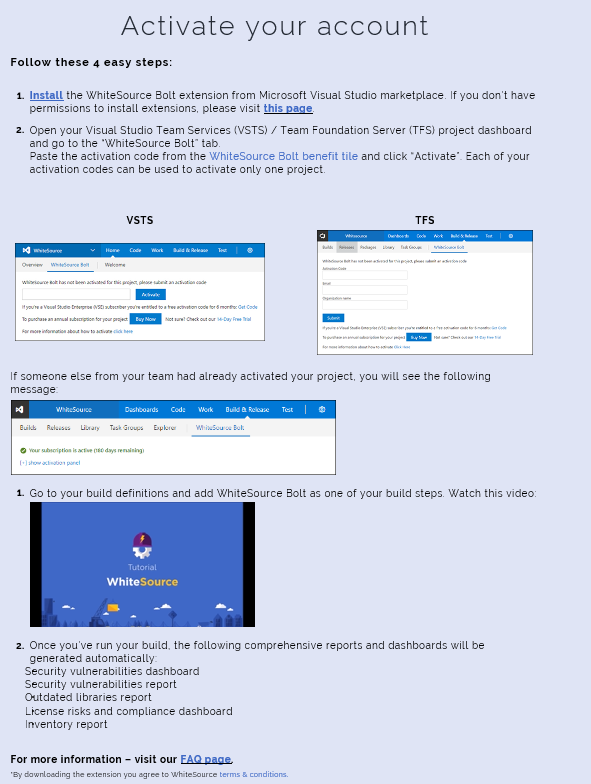 Activate your account
Follow these 4 easy steps:
1. Install the WhiteSource Bolt extension from Microsoft Visual Studio marketplace. If you don't have
permissions to install extensions, please visit this page.
2. Open your Visual Studio Team Services (VSTS) / Team Foundation Server (TFS) project dashboard
and go to the "WhiteSource Bolt" tab.
Paste the activation code from the WhiteSource Bolt benefit tile and click "Activate". Each of your
activation codes can be used to activate only one project.
VSTS
WhiteSource Home Code Work Build & Release Test
Overview WhiteSource Bolt Welcome
WhiteSource Bolt has not been activated for this project, please submit an activation code
Activate
If you're a Visual Studio Enterprise (VSE) subscriber you're entitled to a free activation code for 6 months: Get Code
To purchase an annual subscription for your project Buy Now Not sure? Check out our 14-Day Free Trial
For more information about how to activate click here
TFS
WhiteSource Dashboards Code Work Build & Release Test
Builds Releases Packages Library Task Groups WhiteSource Bolt
WhiteSource Bolt has not been activated for this project, please submit an activation code
Activation Code
Email
Organization name
Submit
If you're a Visual Studio Enterprise (VSE) subscriber you're entitled to a free activation code for 6 months: Get Code
To purchase an annual subscription for your project Buy Now Not sure? Check out our 14-Day Free Trial
For more information about how to activate click here
If someone else from your team had already activated your project, you will see the following
message:
WhiteSource Dashboards Code Work Build & Release Test
Builds Releases Library Task Groups Explorer WhiteSource Bolt
Your subscription is active (180 days remaining)
[+] show activation panel
1. Go to your build definitions and add WhiteSource Bolt as one of your build steps. Watch this video:
Tutorial
WhiteSource
2. Once you've run your build, the following comprehensive reports and dashboards will be
generated automatically:
Security vulnerabilities dashboard
Security vulnerabilities report
Outdated libraries report
License risks and compliance dashboard
Inventory report
For more information – visit our FAQ page.
*By downloading the extension you agree to WhiteSource terms & conditions.